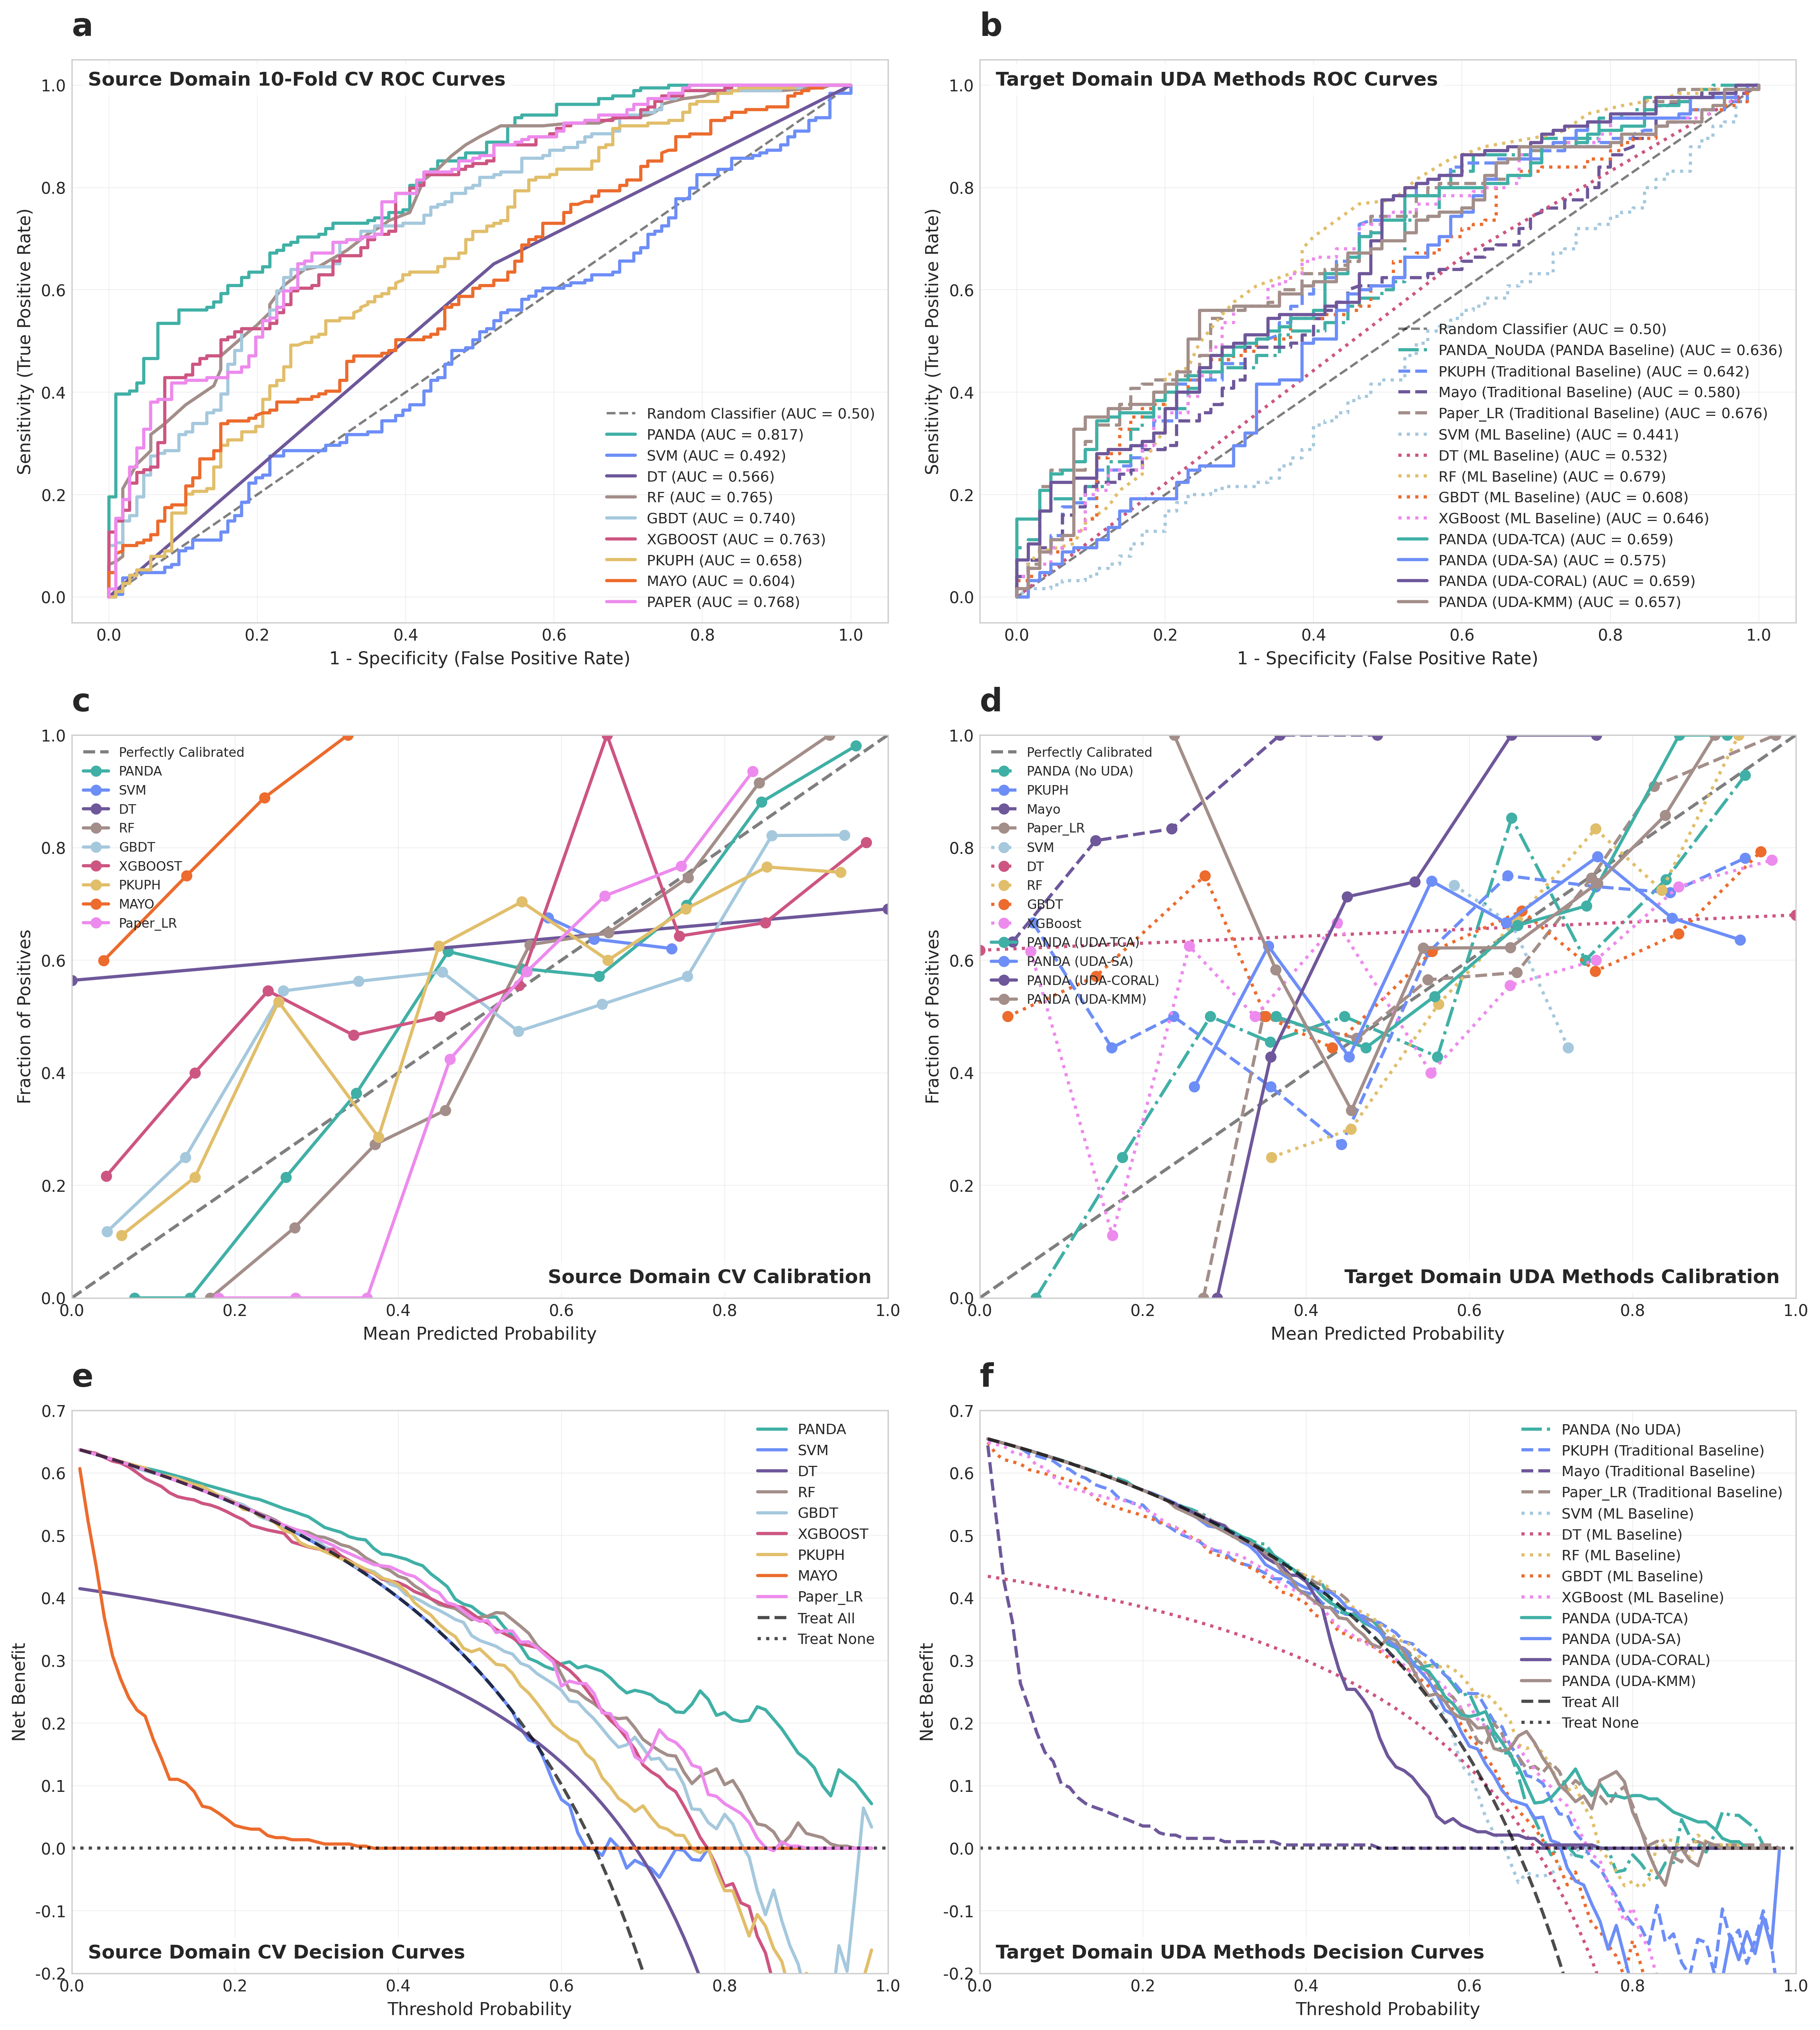 a
Source Domain 10-Fold CV ROC Curves
Sensitivity (True Positive Rate)
1.0
0.8
0.6
0.4
0.2
0.0
Random Classifier (AUC = 0.50)
PANDA (AUC = 0.817)
SVM (AUC = 0.492)
DT (AUC = 0.566)
RF (AUC = 0.765)
GBDT (AUC = 0.740)
XGBOOST (AUC = 0.763)
PKUPH (AUC = 0.658)
MAYO (AUC = 0.604)
PAPER (AUC = 0.768)
0.0 0.2 0.4 0.6 0.8 1.0
1 - Specificity (False Positive Rate)
b
Target Domain UDA Methods ROC Curves
Sensitivity (True Positive Rate)
1.0
0.8
0.6
0.4
0.2
0.0
Random Classifier (AUC = 0.50)
PANDA_NoUDA (PANDA Baseline) (AUC = 0.636)
PKUPH (Traditional Baseline) (AUC = 0.642)
Mayo (Traditional Baseline) (AUC = 0.580)
Paper_LR (Traditional Baseline) (AUC = 0.676)
SVM (ML Baseline) (AUC = 0.441)
DT (ML Baseline) (AUC = 0.532)
RF (ML Baseline) (AUC = 0.679)
GBDT (ML Baseline) (AUC = 0.608)
XGBoost (ML Baseline) (AUC = 0.646)
PANDA (UDA-TCA) (AUC = 0.659)
PANDA (UDA-SA) (AUC = 0.575)
PANDA (UDA-CORAL) (AUC = 0.659)
PANDA (UDA-KMM) (AUC = 0.657)
0.0 0.2 0.4 0.6 0.8 1.0
1 - Specificity (False Positive Rate)
c
Fraction of Positives
1.0
0.8
0.6
0.4
0.2
0.0
Perfectly Calibrated
PANDA
SVM
DT
RF
GBDT
XGBOOST
PKUPH
MAYO
Paper_LR
Source Domain CV Calibration
0.0 0.2 0.4 0.6 0.8 1.0
Mean Predicted Probability
d
Fraction of Positives
1.0
0.8
0.6
0.4
0.2
0.0
Perfectly Calibrated
PANDA (No UDA)
PKUPH
Mayo
Paper_LR
SVM
DT
RF
GBDT
XGBoost
PANDA (UDA-TCA)
PANDA (UDA-SA)
PANDA (UDA-CORAL)
PANDA (UDA-KMM)
Target Domain UDA Methods Calibration
0.0 0.2 0.4 0.6 0.8 1.0
Mean Predicted Probability
e
Net Benefit
0.7
0.6
0.5
0.4
0.3
0.2
0.1
0.0
-0.1
-0.2
PANDA
SVM
DT
RF
GBDT
XGBOOST
PKUPH
MAYO
Paper_LR
Treat All
Treat None
Source Domain CV Decision Curves
0.0 0.2 0.4 0.6 0.8 1.0
Threshold Probability
f
Net Benefit
0.7
0.6
0.5
0.4
0.3
0.2
0.1
0.0
-0.1
-0.2
PANDA (No UDA)
PKUPH (Traditional Baseline)
Mayo (Traditional Baseline)
Paper_LR (Traditional Baseline)
SVM (ML Baseline)
DT (ML Baseline)
RF (ML Baseline)
GBDT (ML Baseline)
XGBoost (ML Baseline)
PANDA (UDA-TCA)
PANDA (UDA-SA)
PANDA (UDA-CORAL)
PANDA (UDA-KMM)
Treat All
Treat None
Target Domain UDA Methods Decision Curves
0.0 0.2 0.4 0.6 0.8 1.0
Threshold Probability